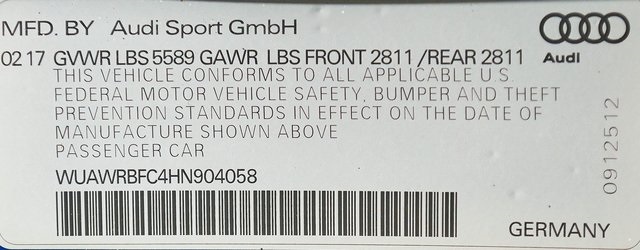 MFD. BY Audi Sport GmbH
02 17 GVWR LBS 5589 GAWR LBS FRONT 2811 /REAR 2811
Audi
THIS VEHICLE CONFORMS TO ALL APPLICABLE U.S.
FEDERAL MOTOR VEHICLE SAFETY, BUMPER AND THEFT
PREVENTION STANDARDS IN EFFECT ON THE DATE OF
MANUFACTURE SHOWN ABOVE
PASSENGER CAR
WUAWRBFC4HN904058
0912512
GERMANY